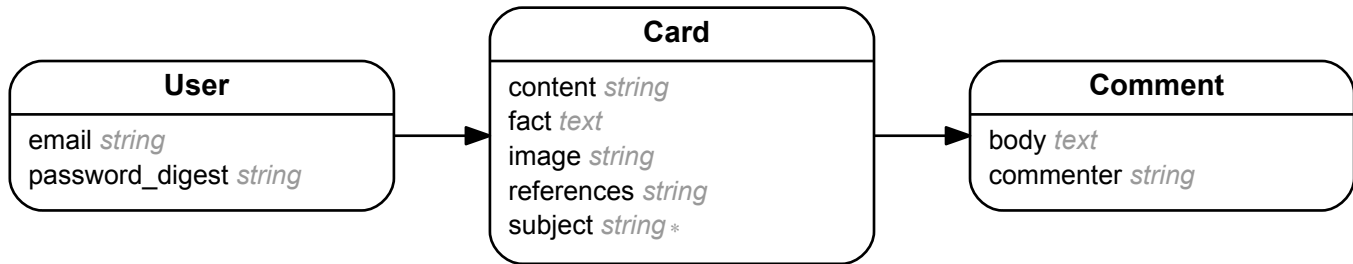 User
email string
password_digest string
Card
content string
fact text
image string
references string
subject string *
Comment
body text
commenter string